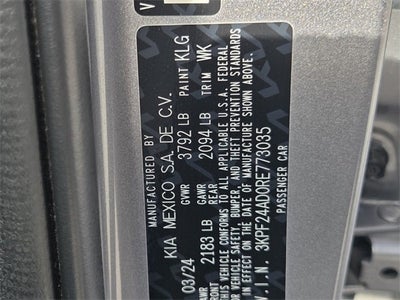 V
MANUFACTURED BY
KIA MEXICO S.A. DE C.V.
03/24 GVWR 3792 LB PAINT KLG
GAWR 2183 LB GAWR REAR 2094 LB TRIM WK
THIS VEHICLE CONFORMS TO ALL APPLICABLE U.S.A. FEDERAL
MOTOR VEHICLE SAFETY, BUMPER, AND THEFT PREVENTION STANDARDS
IN EFFECT ON THE DATE OF MANUFACTURE SHOWN ABOVE.
V.I.N. 3KPF24AD0RE773035
PASSENGER CAR